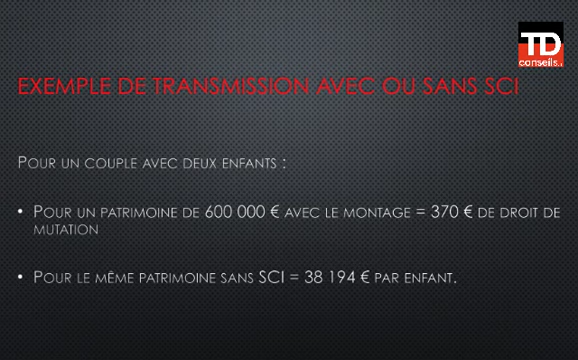 TD
conseils..
EXEMPLE DE TRANSMISSION AVEC OU SANS SCI
POUR UN COUPLE AVEC DEUX ENFANTS :
• POUR UN PATRIMOINE DE 600 000 € AVEC LE MONTAGE = 370 € DE DROIT DE
MUTATION
• POUR LE MÊME PATRIMOINE SANS SCI = 38 194 € PAR ENFANT.